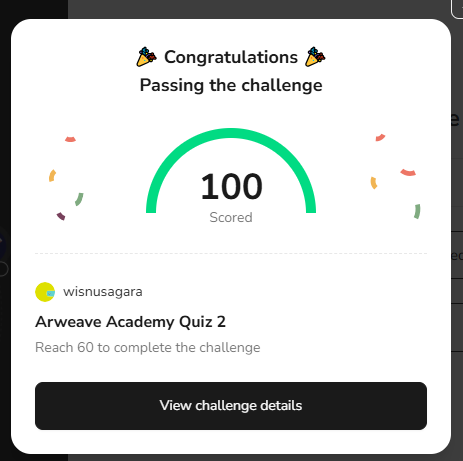 Congratulations
Passing the challenge
100
Scored
wisnusagara
Arweave Academy Quiz 2
Reach 60 to complete the challenge
View challenge details